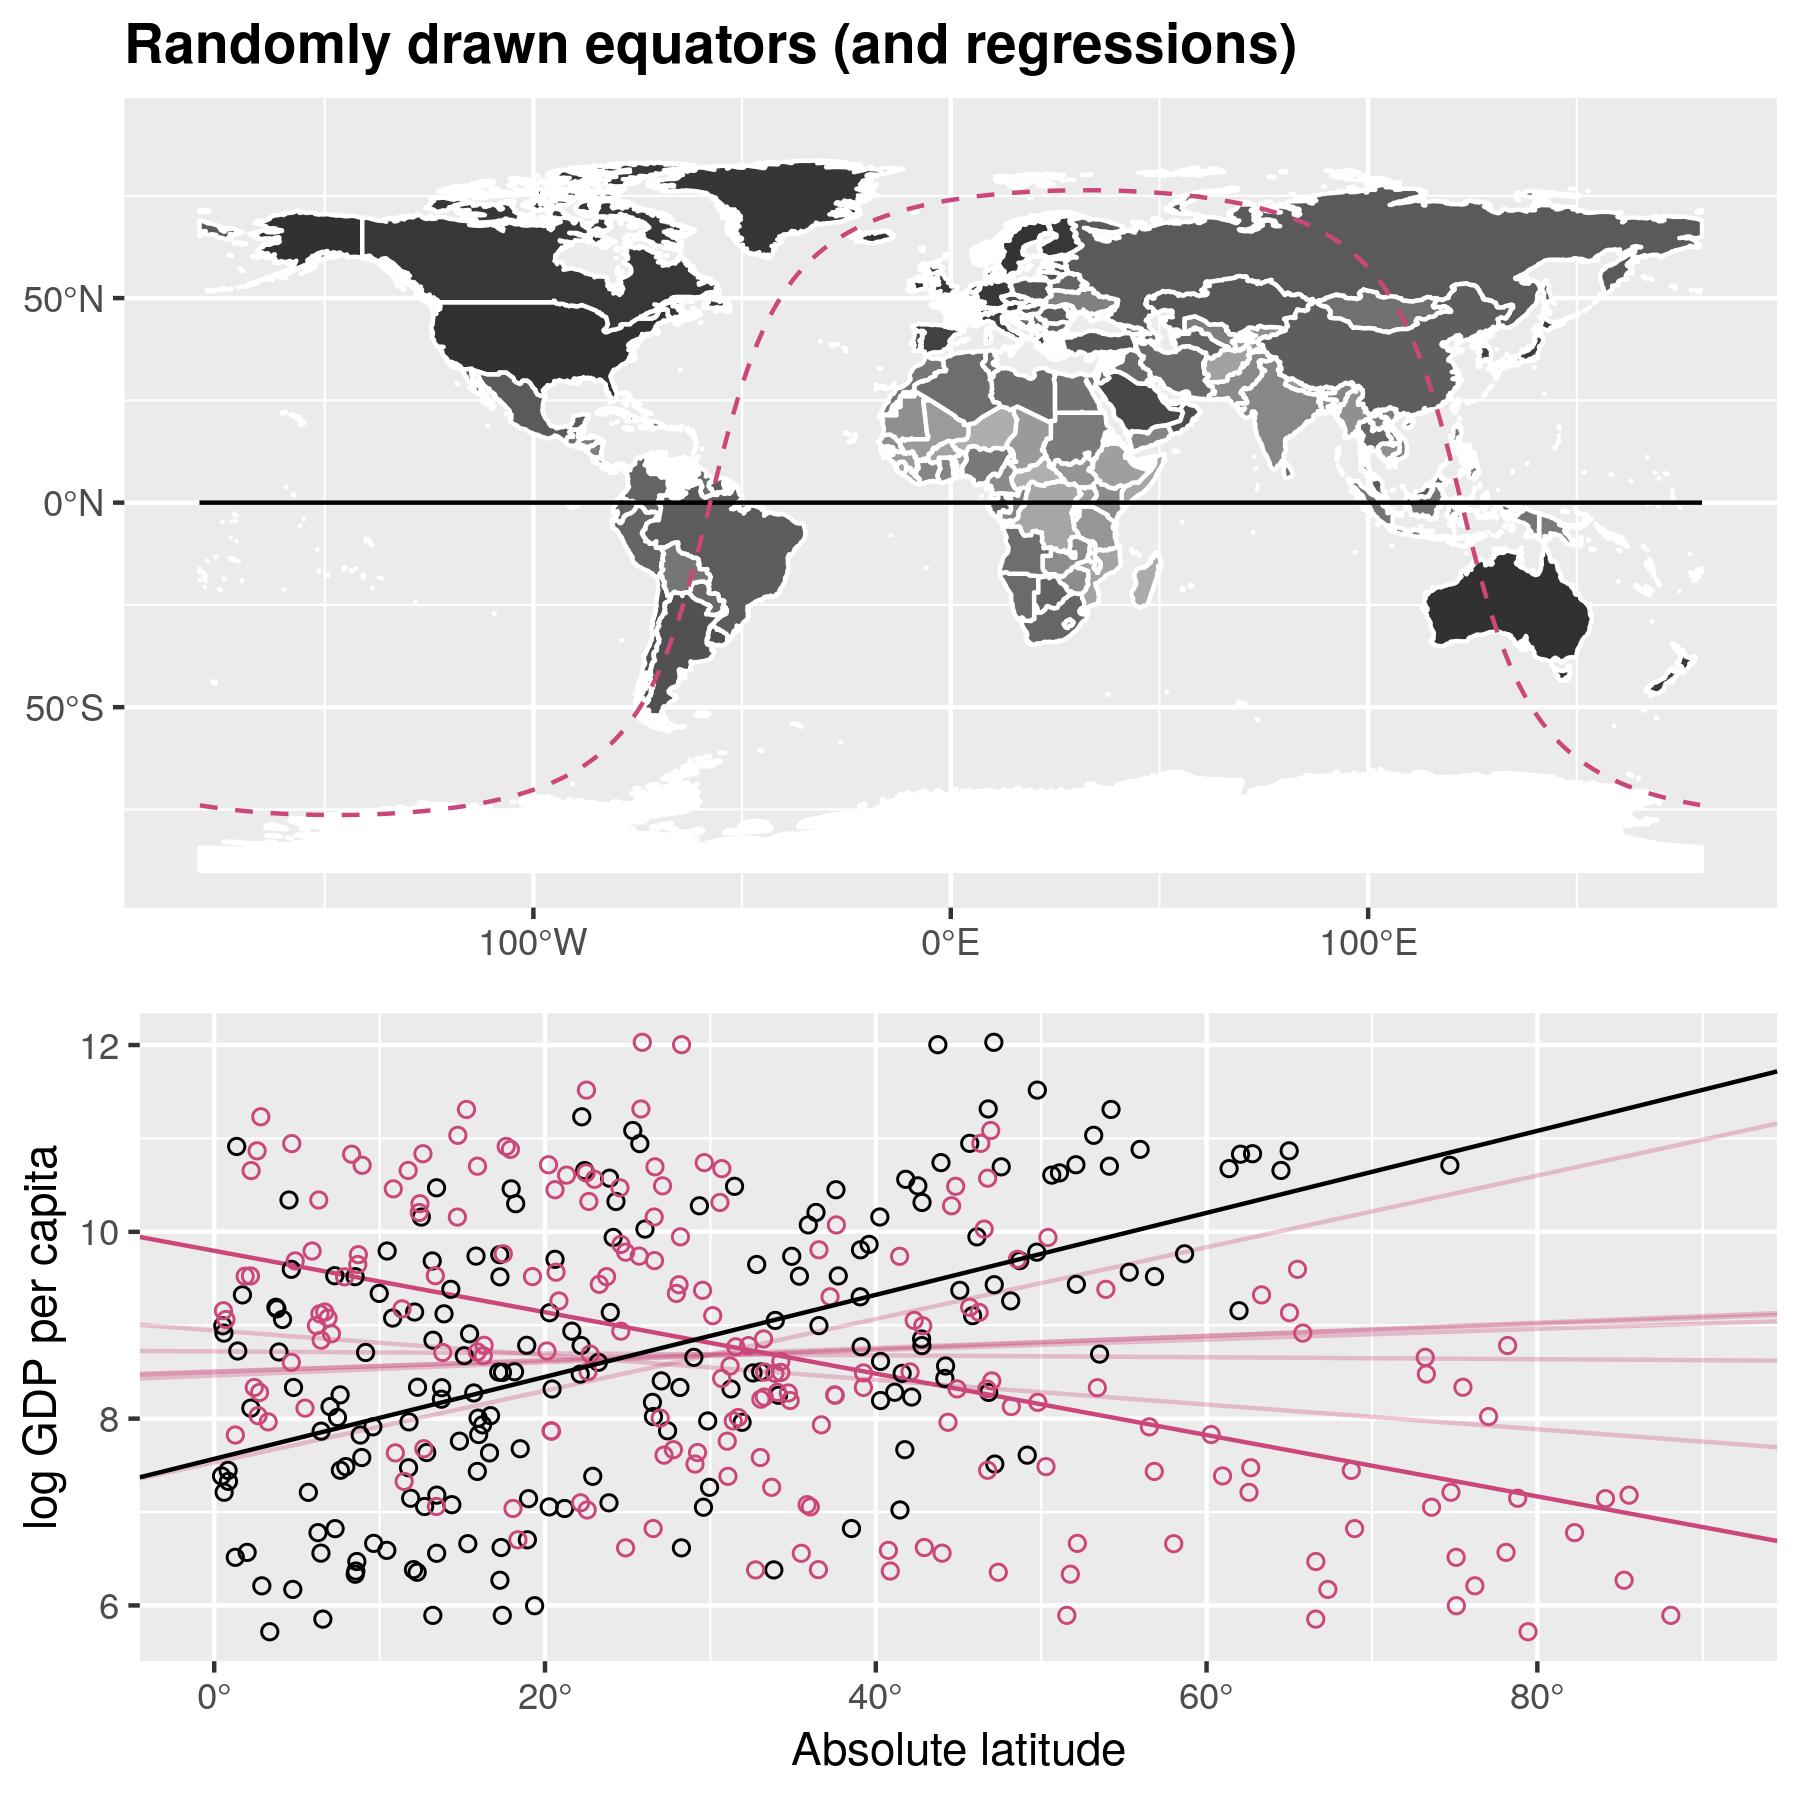 Randomly drawn equators (and regressions)
50°N
0°N
50°S
100°W
0°E
100°E
log GDP per capita
12
10
8
6
0°
20°
40°
60°
80°
Absolute latitude